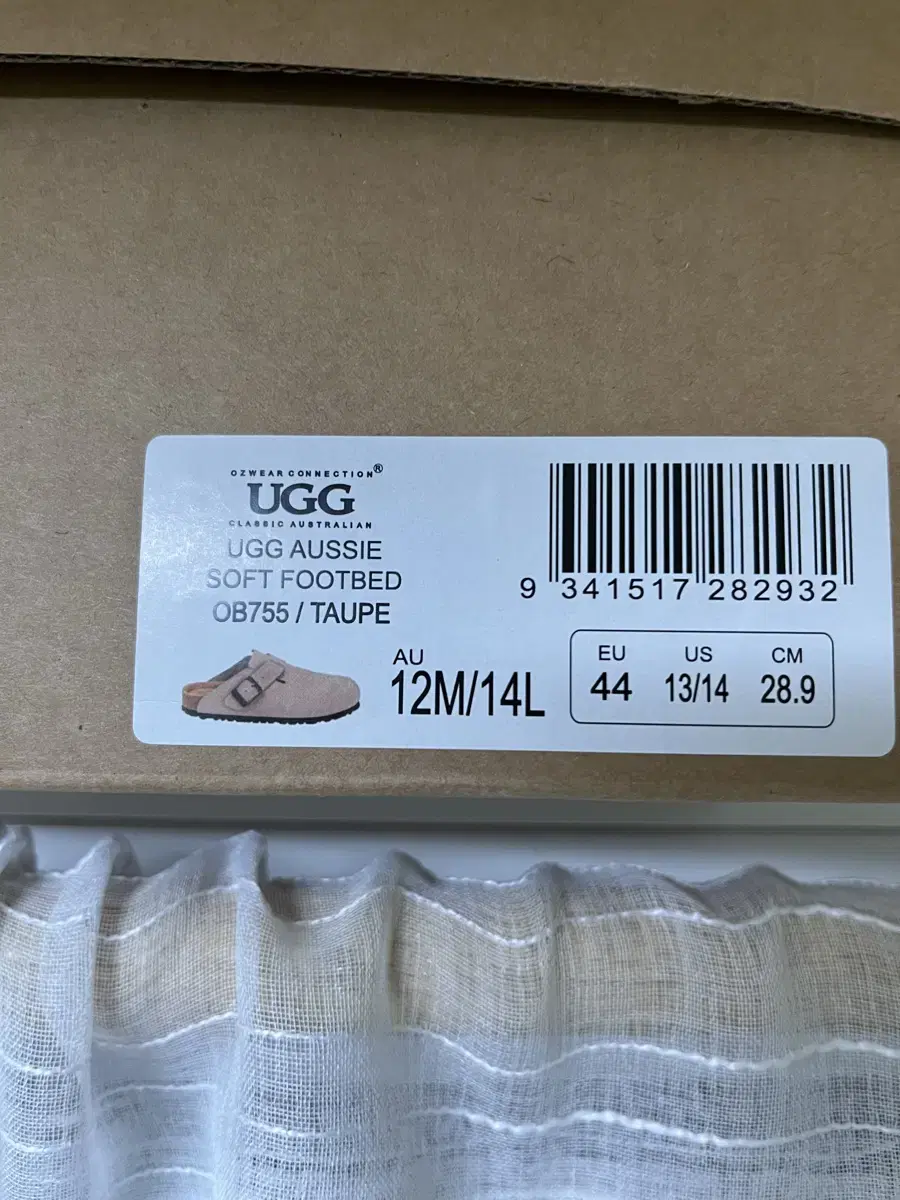 OZWEAR CONNECTION®
UGG
CLASSIC AUSTRALIAN
UGG AUSSIE
SOFT FOOTBED
OB755 / TAUPE
9 341517 282932
AU
12M/14L
EU US CM
44 13/14 28.9